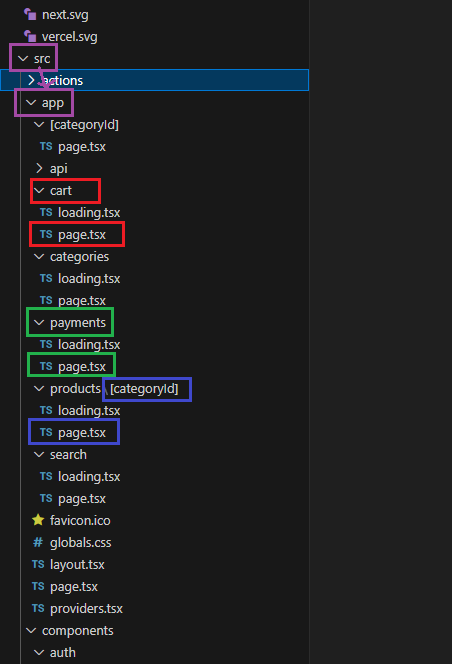 next.svg
vercel.svg
src
actions
app
[categoryId]
TS page.tsx
api
cart
TS loading.tsx
TS page.tsx
categories
TS loading.tsx
TS page.tsx
payments
TS loading.tsx
TS page.tsx
products\[categoryId]
TS loading.tsx
TS page.tsx
search
TS loading.tsx
TS page.tsx
favicon.ico
# globals.css
TS layout.tsx
TS page.tsx
TS providers.tsx
components
auth